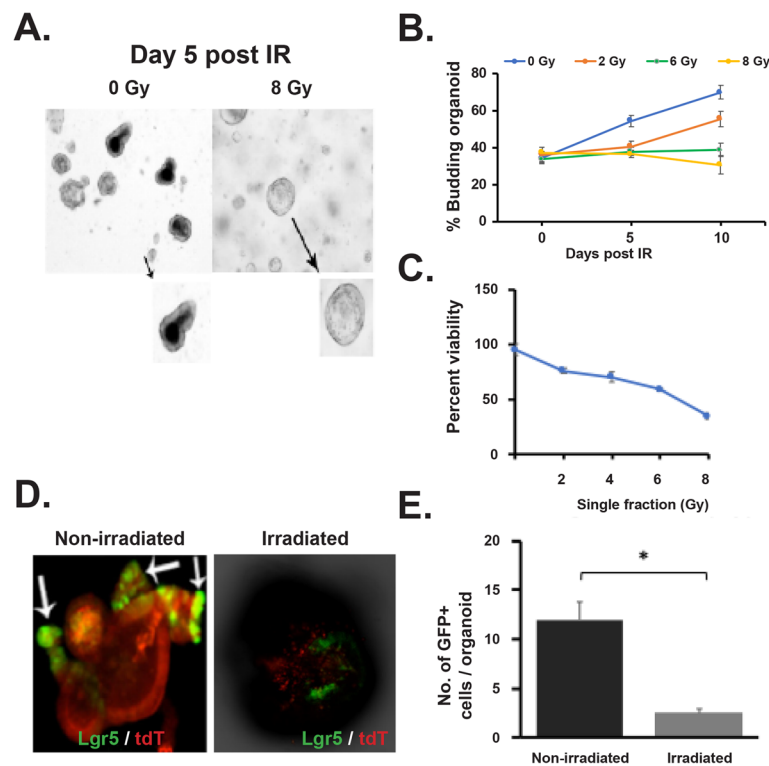 A.
Day 5 post IR
0 Gy
8 Gy
B.
0 Gy
2 Gy
6 Gy
8 Gy
% Budding organoid
80
60
40
20
0
0
5
10
Days post IR
C.
Percent viability
150
100
50
0
2
4
6
8
Single fraction (Gy)
D.
Non-irradiated
Irradiated
Lgr5 / tdT
Lgr5 / tdT
E.
No. of GFP+
cells / organoid
20
15
10
5
0
*
Non-irradiated
Irradiated